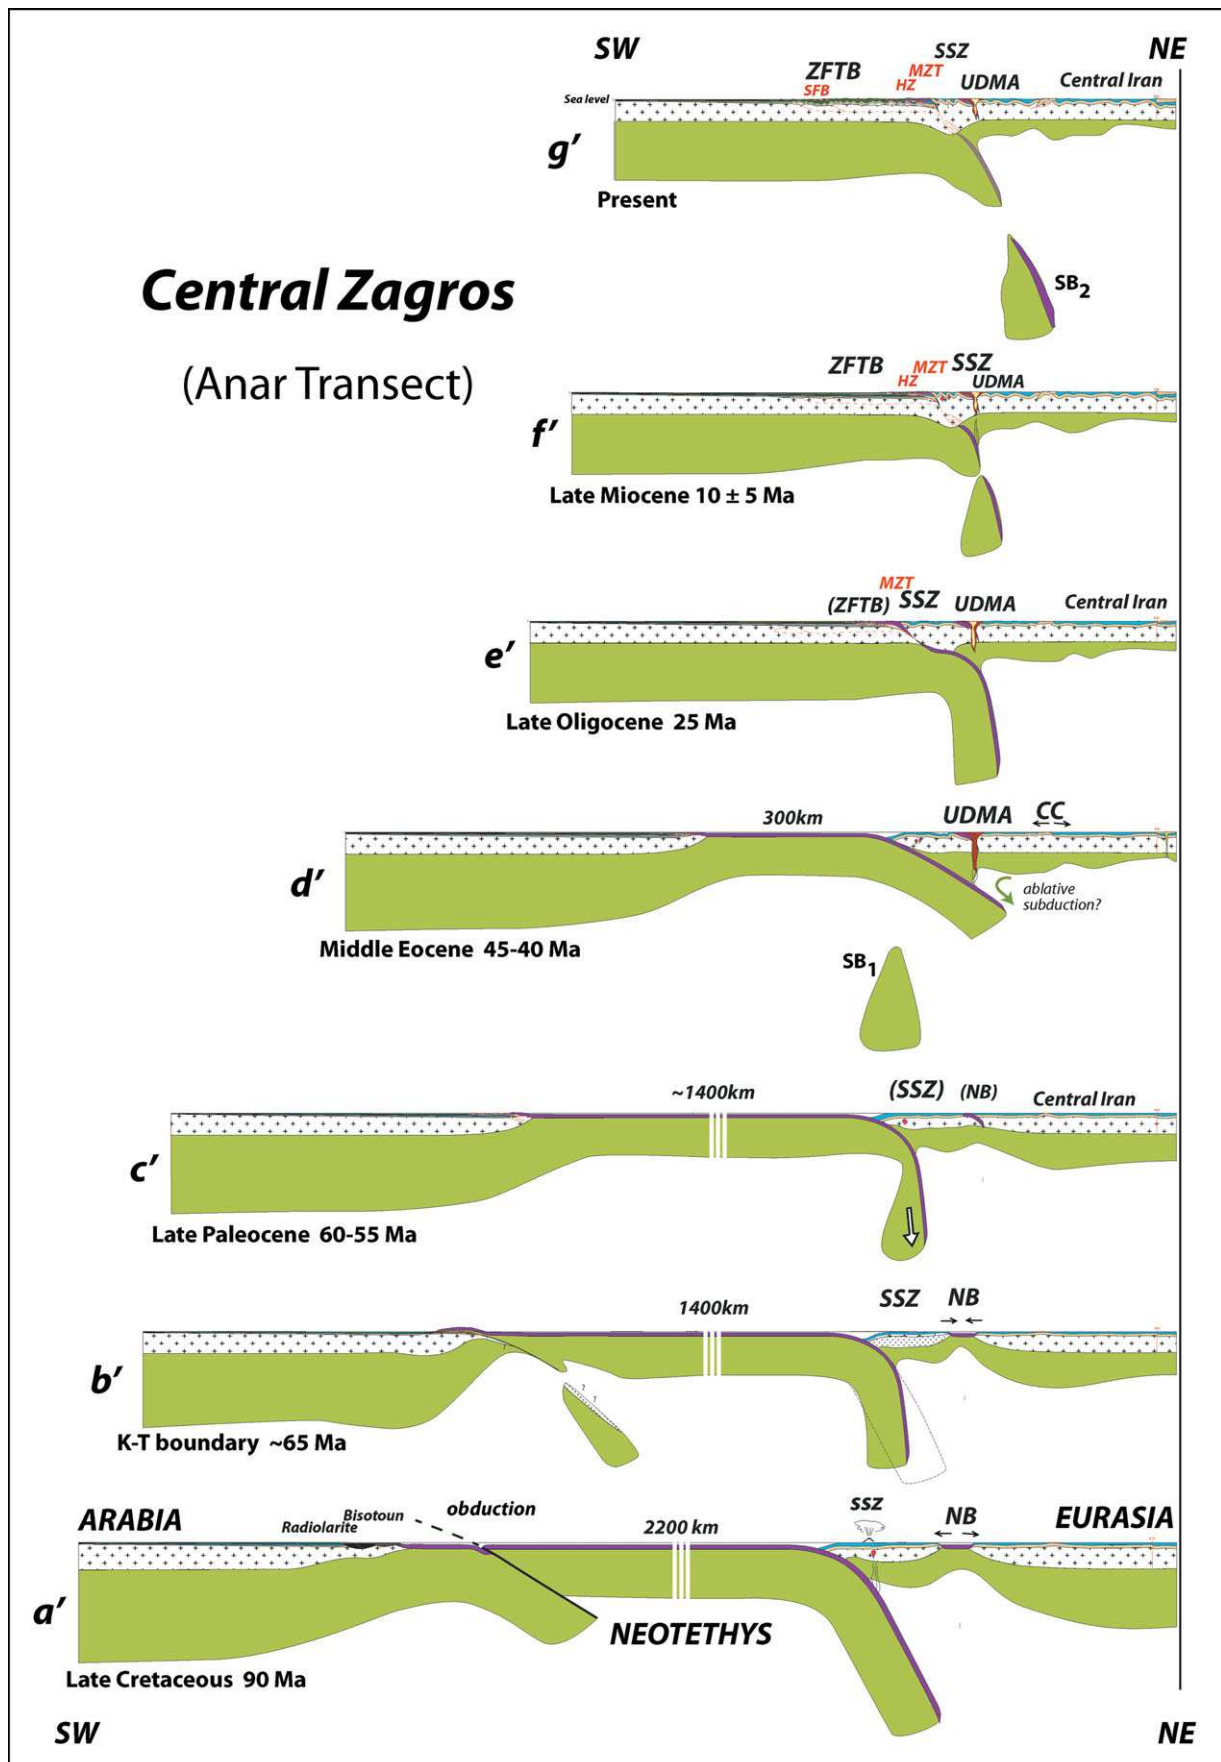 SW
NE
SSZ
ZFTB
MZT
SFB
HZ
UDMA
Central Iran
Sea level
g'
Present
Central Zagros
(Anar Transect)
SB2
ZFTB
MZT
SSZ
HZ
UDMA
f'
Late Miocene 10 ± 5 Ma
MZT
(ZFTB)
SSZ
UDMA
Central Iran
e'
Late Oligocene 25 Ma
300km
UDMA
CC
d'
ablative
subduction?
Middle Eocene 45-40 Ma
SB1
~1400km
(SSZ)
(NB)
Central Iran
c'
Late Paleocene 60-55 Ma
1400km
SSZ
NB
?
?
?
b'
K-T boundary ~65 Ma
ARABIA
Radiolarite
Bisotoun
obduction
2200 km
SSZ
NB
EURASIA
a'
NEOTETHYS
Late Cretaceous 90 Ma
SW
NE